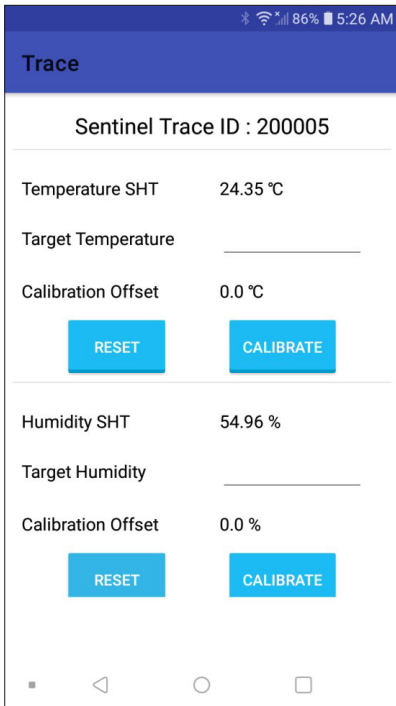 86% 5:26 AM
Trace
Sentinel Trace ID : 200005
Temperature SHT 24.35 ℃
Target Temperature
Calibration Offset 0.0 ℃
RESET CALIBRATE
Humidity SHT 54.96 %
Target Humidity
Calibration Offset 0.0 %
RESET CALIBRATE